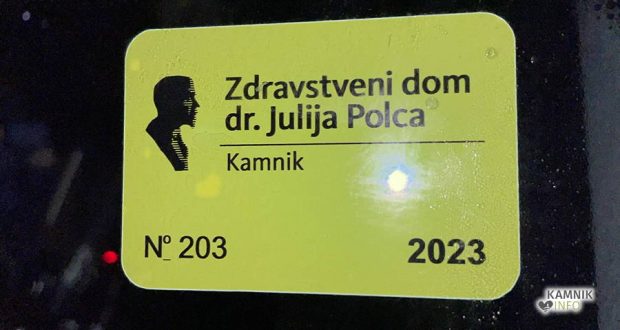 Zdravstveni dom
dr. Julija Polca
Kamnik
Nº 203
2023
KAMNIK
INFO